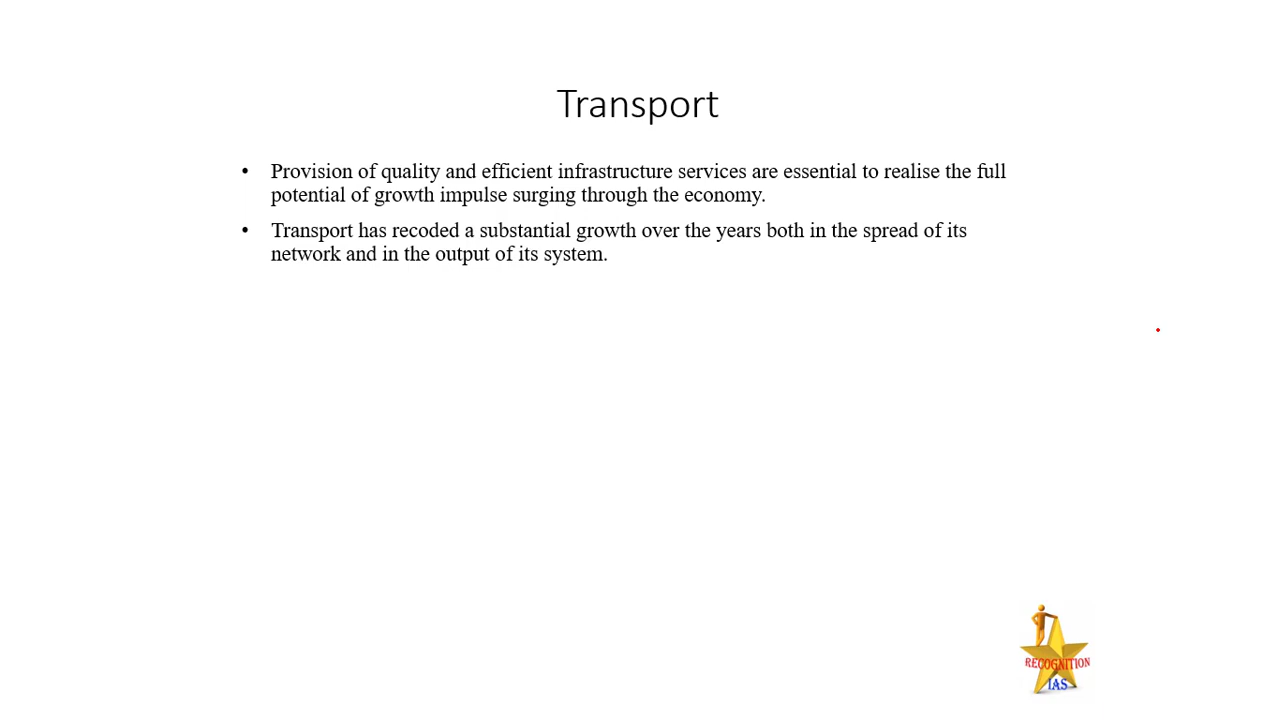 Transport
• Provision of quality and efficient infrastructure services are essential to realise the full
potential of growth impulse surging through the economy.
• Transport has recoded a substantial growth over the years both in the spread of its
network and in the output of its system.
RECOGNITION
IAS